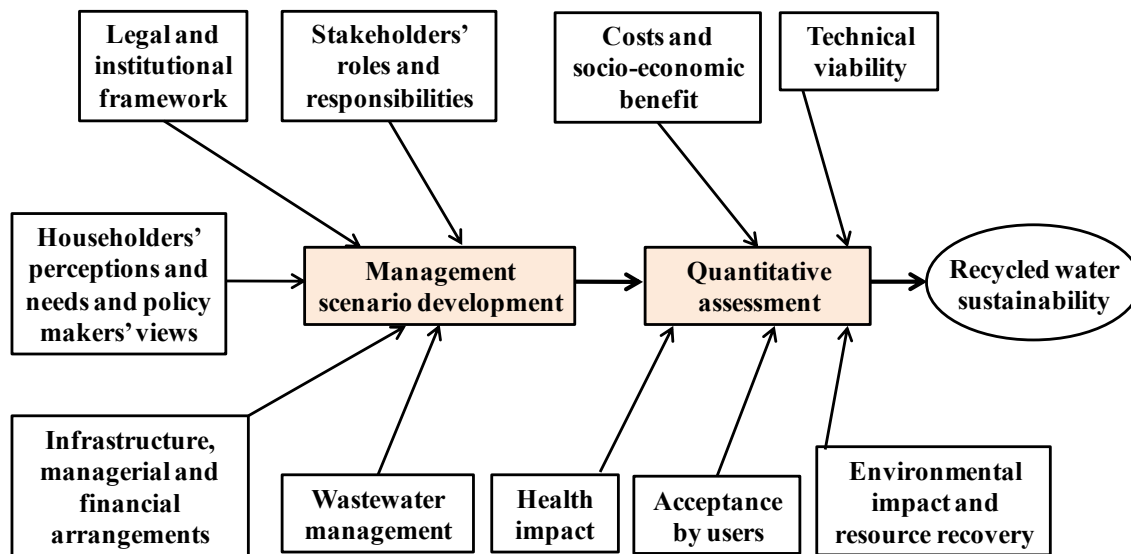 Legal and
institutional
framework
Stakeholders’
roles and
responsibilities
Costs and
socio-economic
benefit
Technical
viability
Householders’
perceptions and
needs and policy
makers’ views
Management
scenario development
Quantitative
assessment
Recycled water
sustainability
Infrastructure,
managerial and
financial
arrangements
Wastewater
management
Health
impact
Acceptance
by users
Environmental
impact and
resource recovery